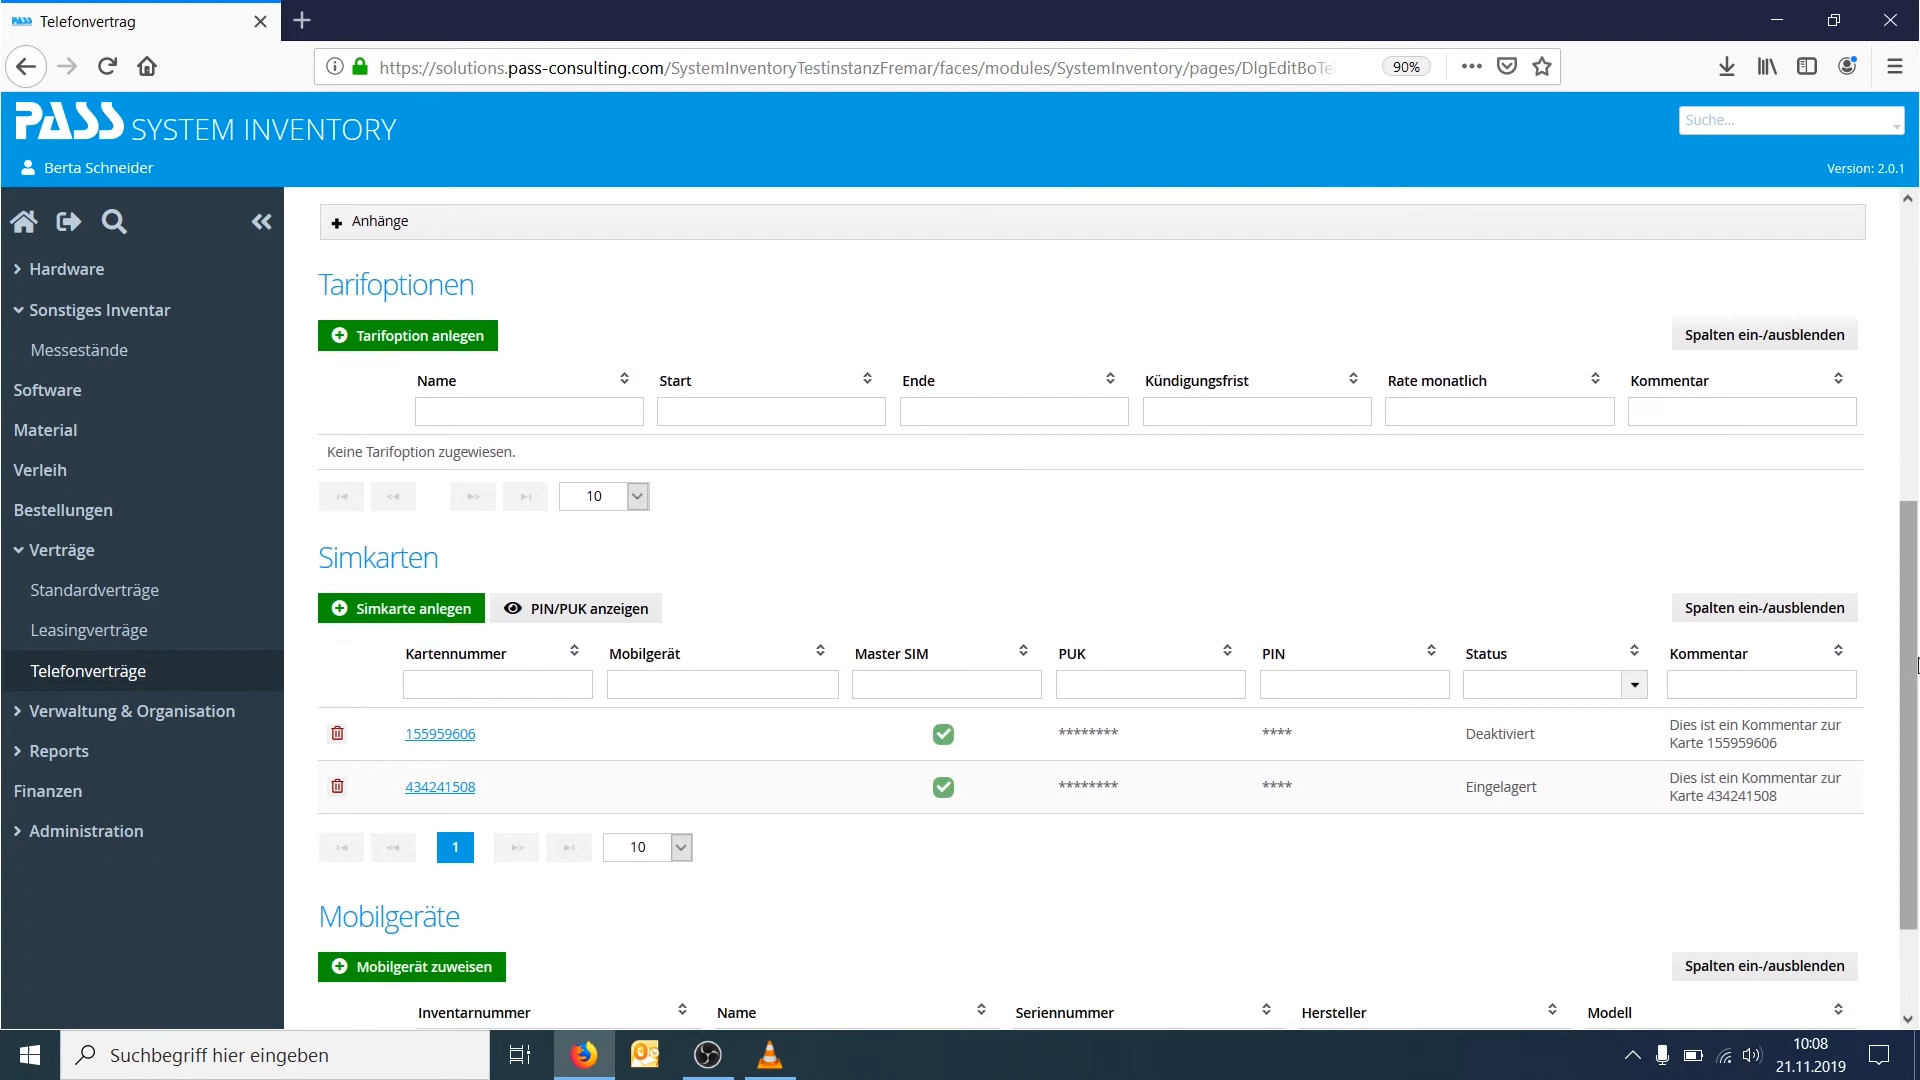 Telefonvertrag
https://solutions.pass-consulting.com/SystemInventoryTestinstanzFremar/faces/modules/SystemInventory/pages/DlgEditBoTel
90%
PASS SYSTEM INVENTORY
Suche...
Berta Schneider
Version: 2.0.1
Hardware
Sonstiges Inventar
Messestände
Software
Material
Verleih
Bestellungen
Verträge
Standardverträge
Leasingverträge
Telefonverträge
Verwaltung & Organisation
Reports
Finanzen
Administration
Anhänge
Tarifoptionen
Tarifoption anlegen
Spalten ein-/ausblenden
Name Start Ende Kündigungsfrist Rate monatlich Kommentar
Keine Tarifoption zugewiesen.
10
Simkarten
Simkarte anlegen PIN/PUK anzeigen
Spalten ein-/ausblenden
Kartennummer Mobilgerät Master SIM PUK PIN Status Kommentar
155959606 ******** **** Deaktiviert Dies ist ein Kommentar zur
Karte 155959606
434241508 ******** **** Eingelagert Dies ist ein Kommentar zur
Karte 434241508
1 10
Mobilgeräte
Mobilgerät zuweisen
Spalten ein-/ausblenden
Inventarnummer Name Seriennummer Hersteller Modell
Suchbegriff hier eingeben
10:08
21.11.2019